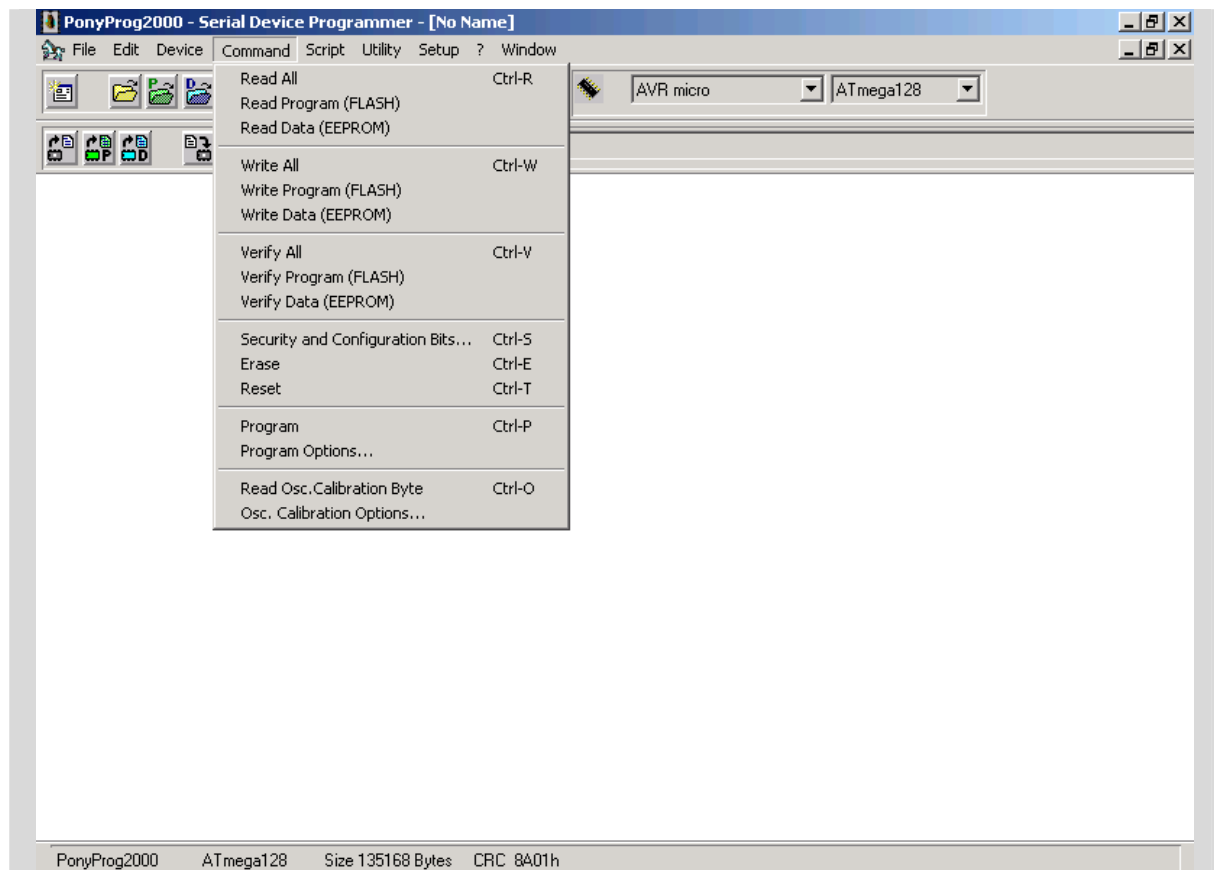 PonyProg2000 - Serial Device Programmer - [No Name]
File Edit Device Command Script Utility Setup ? Window
AVR micro ATmega128
P D
Read All Ctrl-R
Read Program (FLASH)
Read Data (EEPROM)
Write All Ctrl-W
Write Program (FLASH)
Write Data (EEPROM)
Verify All Ctrl-V
Verify Program (FLASH)
Verify Data (EEPROM)
Security and Configuration Bits... Ctrl-S
Erase Ctrl-E
Reset Ctrl-T
Program Ctrl-P
Program Options...
Read Osc.Calibration Byte Ctrl-O
Osc. Calibration Options...
PonyProg2000 ATmega128 Size 135168 Bytes CRC 8A01h